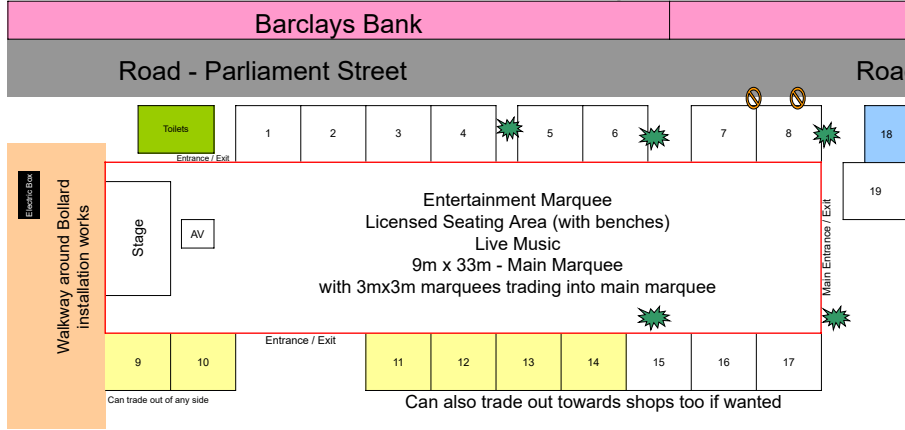 Barclays Bank
Road - Parliament Street
Toilets
1
2
3
4
5
6
7
8
18
Entrance / Exit
19
Electric Box
Walkway around Bollard
installation works
Stage
AV
Entertainment Marquee
Licensed Seating Area (with benches)
Live Music
9m x 33m - Main Marquee
with 3mx3m marquees trading into main marquee
Main Entrance / Exit
Entrance / Exit
9
10
11
12
13
14
15
16
17
Can trade out of any side
Can also trade out towards shops too if wanted